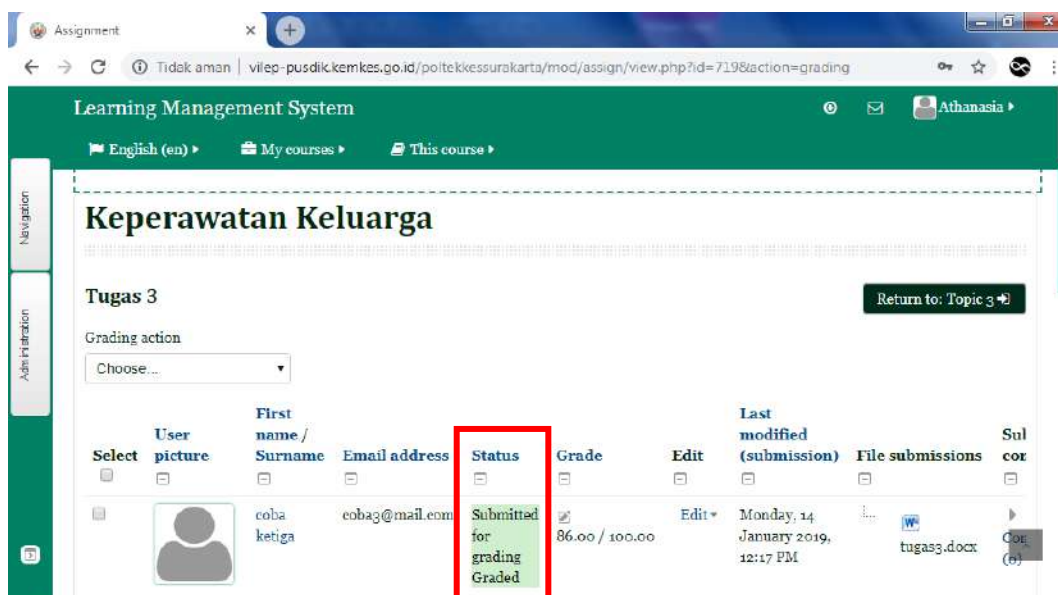 Assignment
Tidak aman | vilep-pusdik.kemkes.go.id/poltekkessurakarta/mod/assign/view.php?id=719&action=grading
Learning Management System
Athanasia
English (en)
My courses
This course
Navigation
Administration
Keperawatan Keluarga
Tugas 3
Return to: Topic 3
Grading action
Choose...
Select
User picture
First name / Surname
Email address
Status
Grade
Edit
Last modified (submission)
File submissions
coba ketiga
coba3@mail.com
Submitted for grading
Graded
86.00 / 100.00
Edit
Monday, 14 January 2019, 12:17 PM
tugas3.docx
(0)